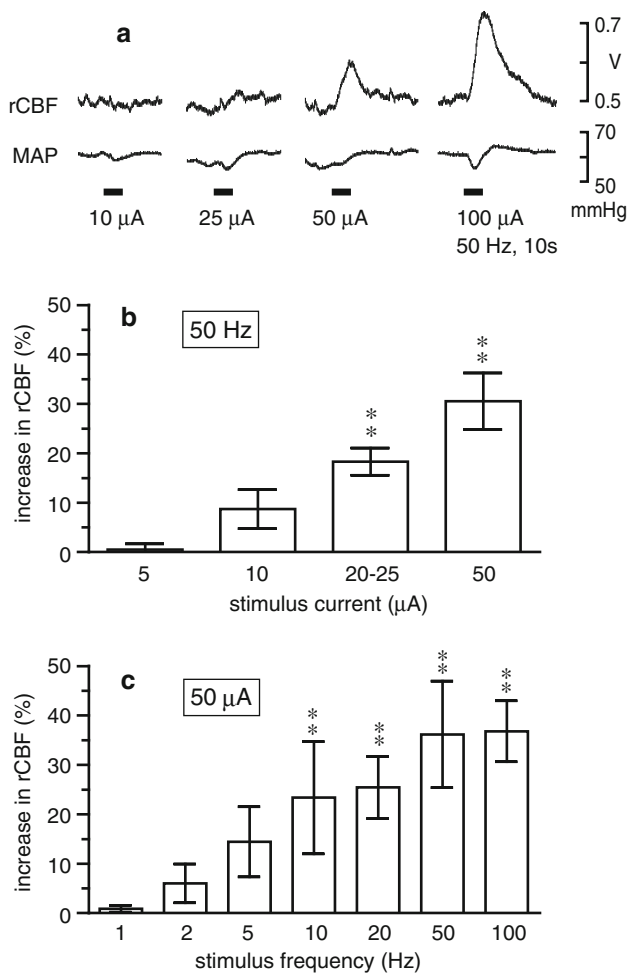 a
rCBF
MAP
0.7
V
0.5
70
50
mmHg
10 μA
25 μA
50 μA
100 μA
50 Hz, 10s
b
50 Hz
increase in rCBF (%)
50
40
30
20
10
0
**
**
5
10
20-25
50
stimulus current (μA)
c
50 μA
increase in rCBF (%)
50
40
30
20
10
0
**
**
**
**
1
2
5
10
20
50
100
stimulus frequency (Hz)